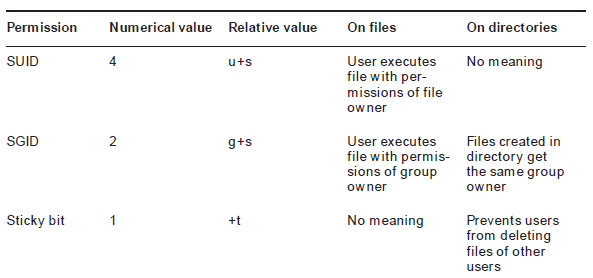 Permission Numerical value Relative value On files On directories
SUID 4 u+s User executes No meaning
file with per-
missions of file
owner
SGID 2 g+s User executes Files created in
file with permis- directory get
sions of group the same group
owner owner
Sticky bit 1 +t No meaning Prevents users
from deleting
files of other
users